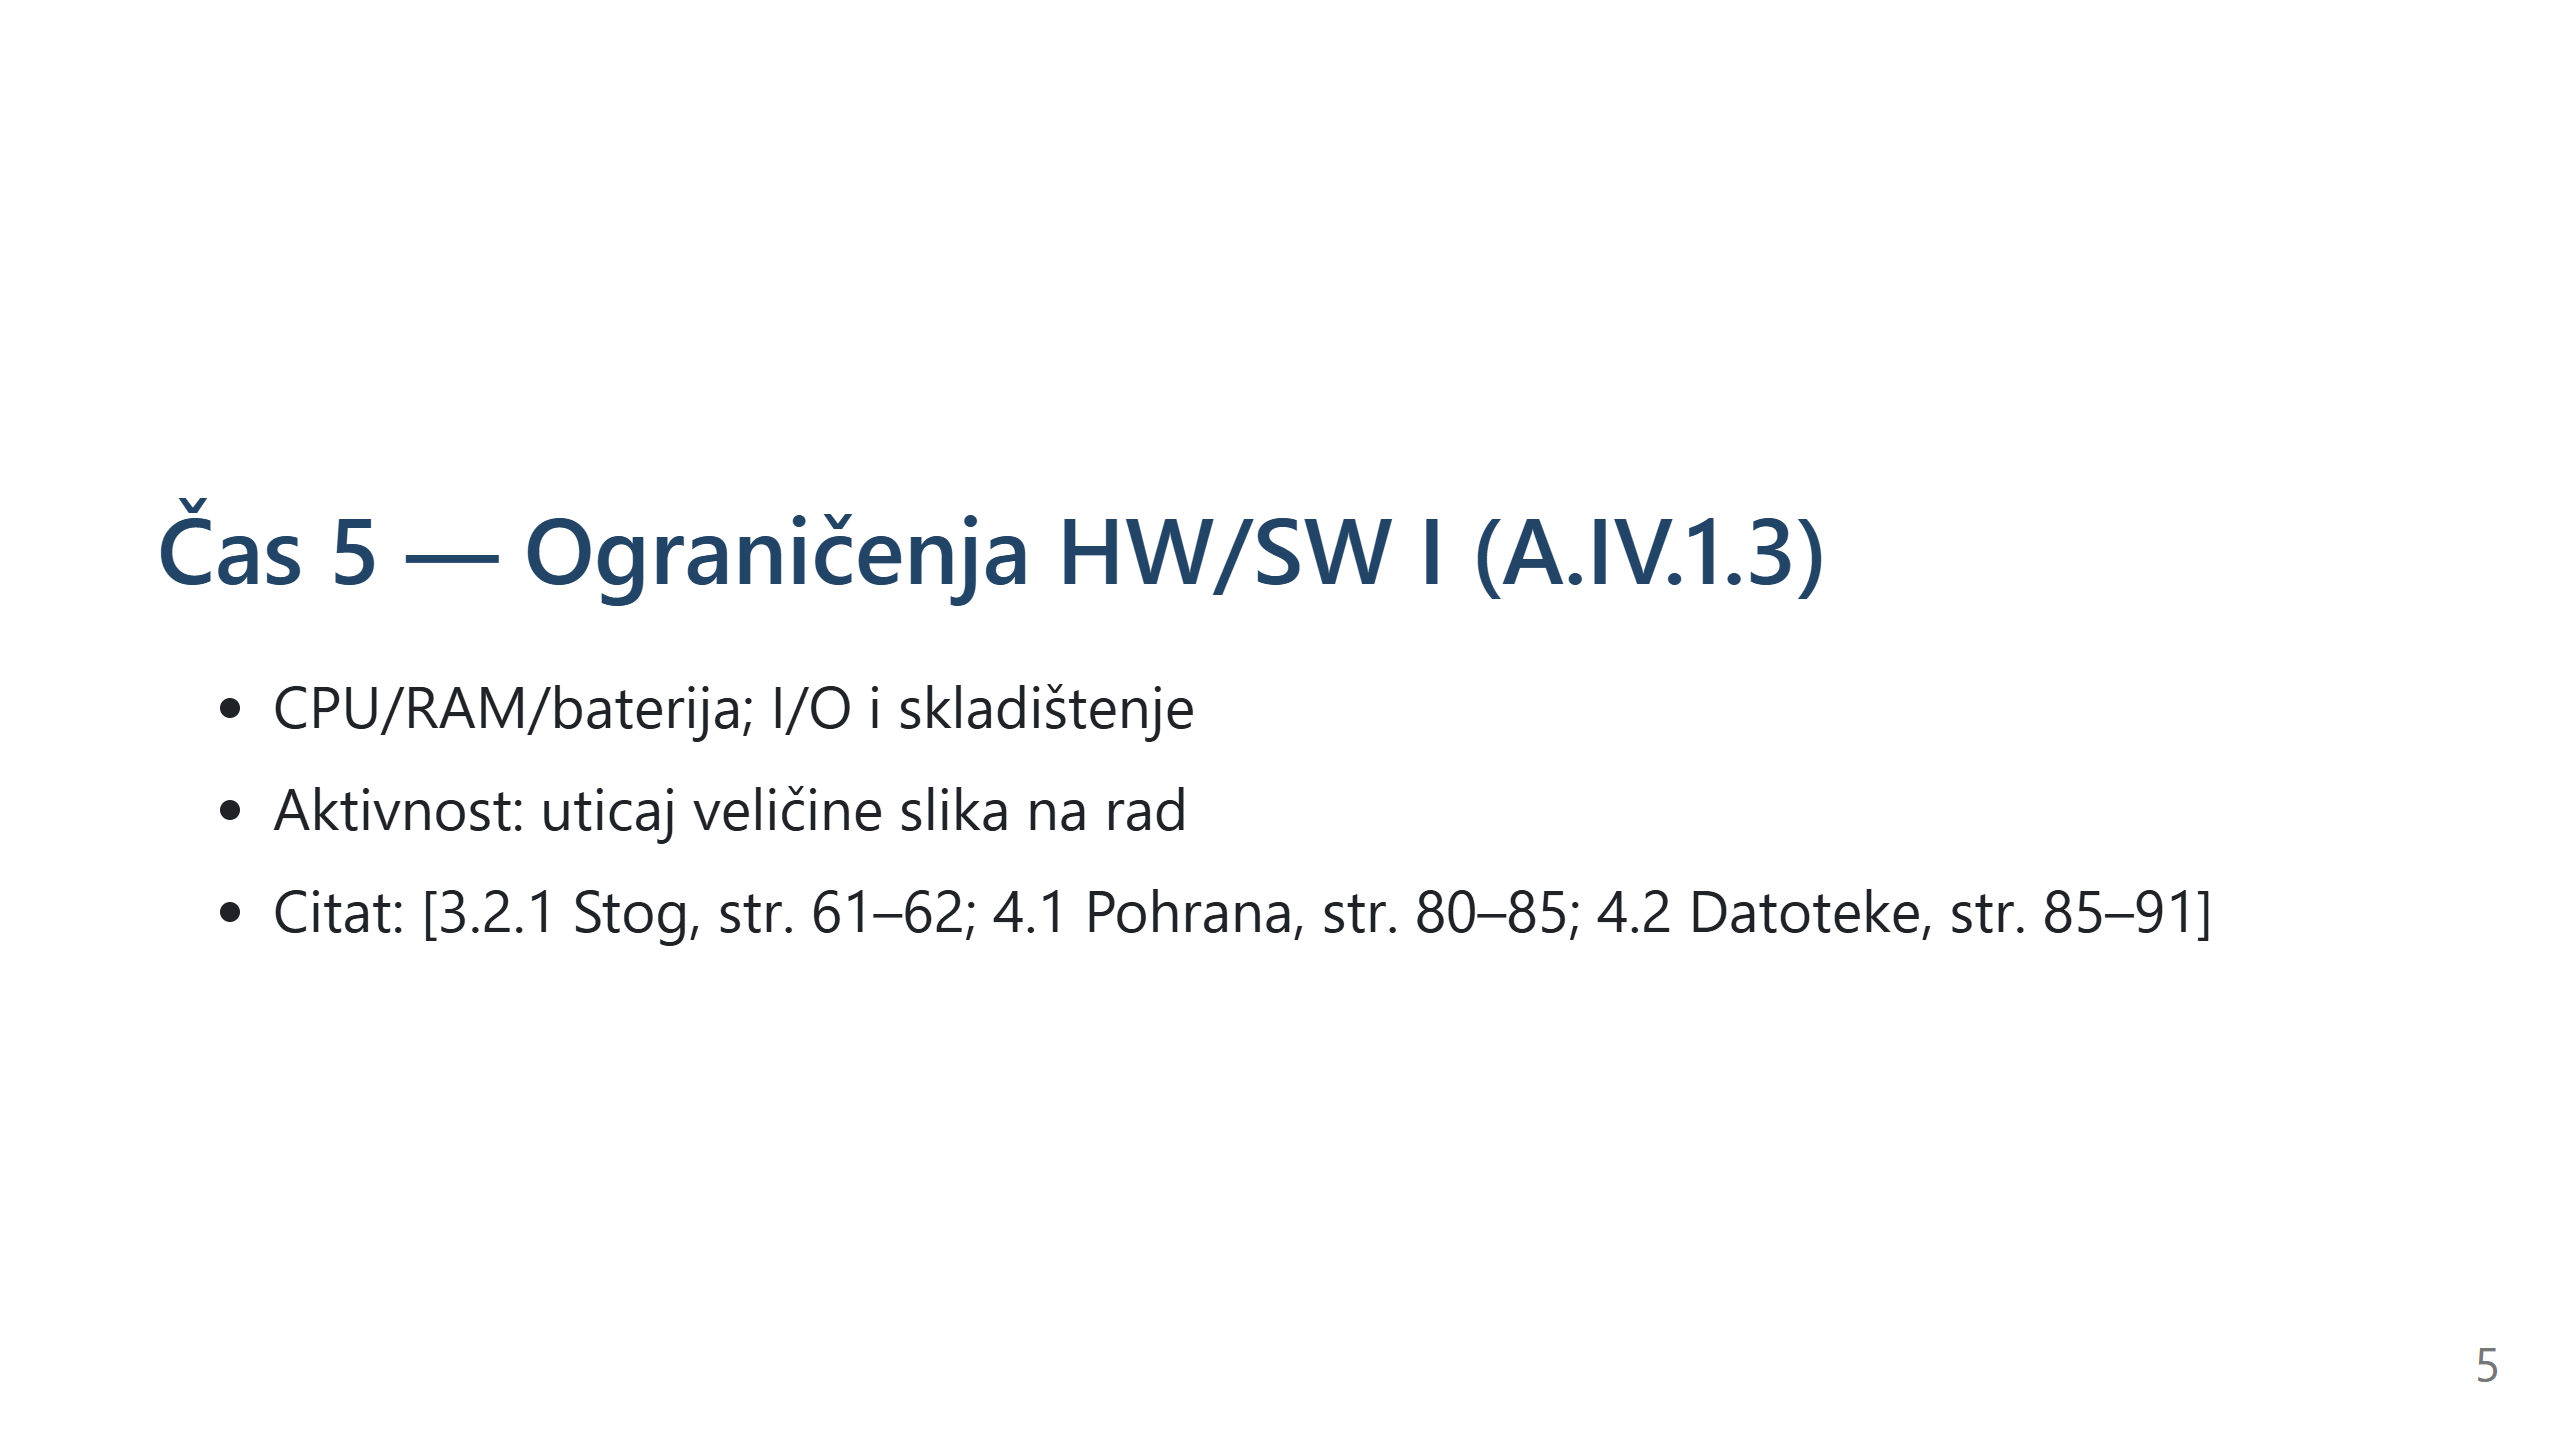 Čas 5 — Ograničenja HW/SW I (A.IV.1.3)
• CPU/RAM/baterija; I/O i skladištenje
• Aktivnost: uticaj veličine slika na rad
• Citat: [3.2.1 Stog, str. 61–62; 4.1 Pohrana, str. 80–85; 4.2 Datoteke, str. 85–91]
5